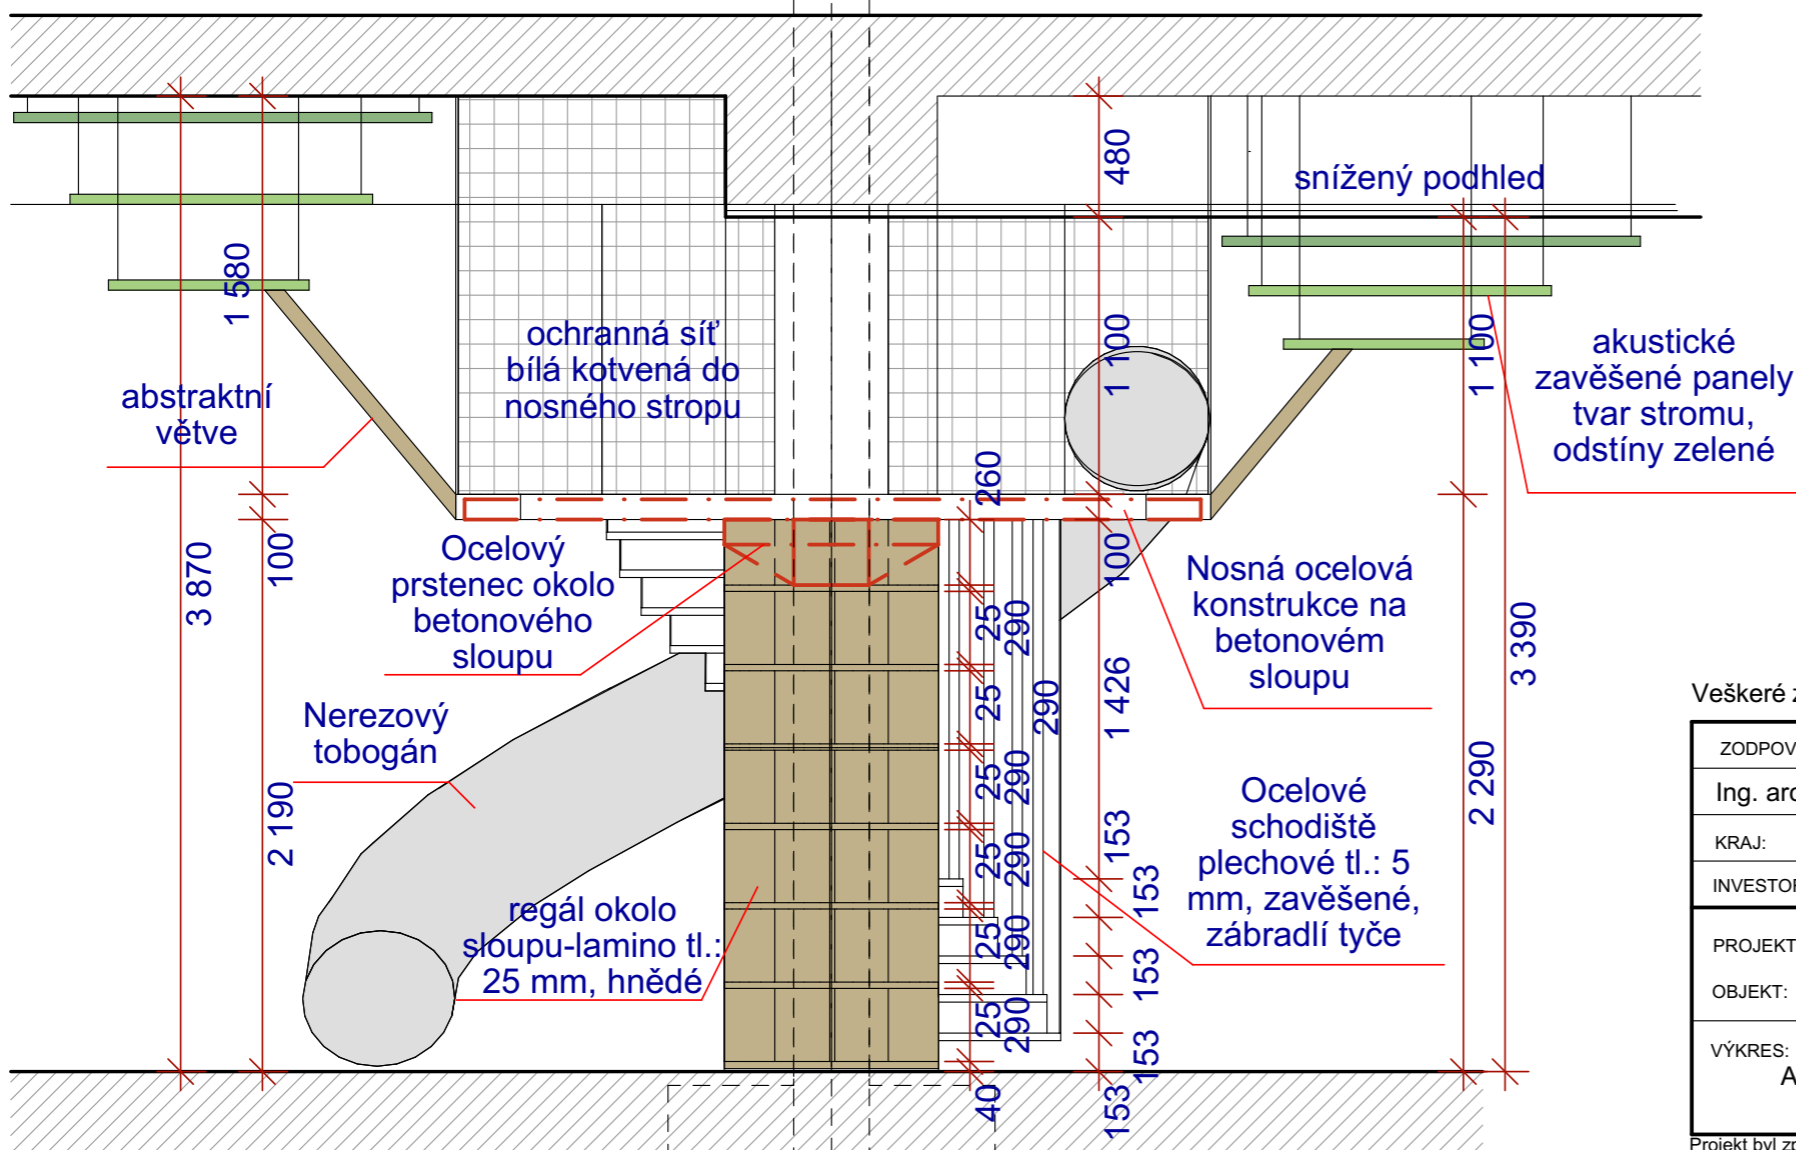 480
snížený podhled
1 580
ochranná síť
bílá kotvená do
nosného stropu
1 100
1 100
akustické
zavěšené panely
tvar stromu,
odstíny zelené
abstraktní
větve
260
3 870
100
Ocelový
prstenec okolo
betonového
sloupu
100
Nosná ocelová
konstrukce na
betonovém
sloupu
25
290
3 390
25
290
1 426
Nerezový
tobogán
2 190
25
290
2 290
Ocelové
schodiště
plechové tl.: 5
mm, zavěšené,
zábradlí tyče
25
290
153
153
regál okolo
sloupu-lamino tl.:
25 mm, hnědé
25
290
153
25
290
153
40
153
Veškeré
ZODPOV
Ing. arc
KRAJ:
INVESTOR
PROJEKT
OBJEKT:
VÝKRES:
A
Projekt byl